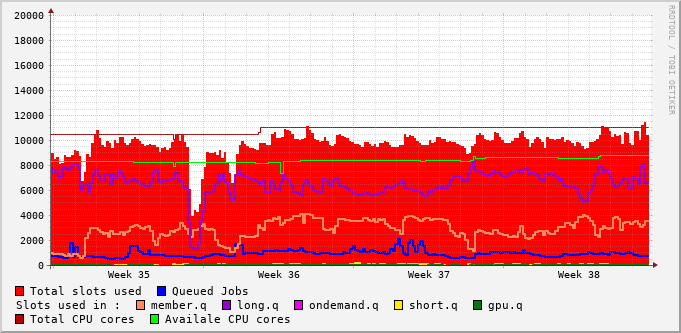 RRDTOOL / TOBI OETIKER
20000
18000
16000
14000
12000
10000
8000
6000
4000
2000
0
Week 35 Week 36 Week 37 Week 38
Total slots used Queued Jobs
Slots used in : member.q long.q ondemand.q short.q gpu.q
Total CPU cores Availale CPU cores